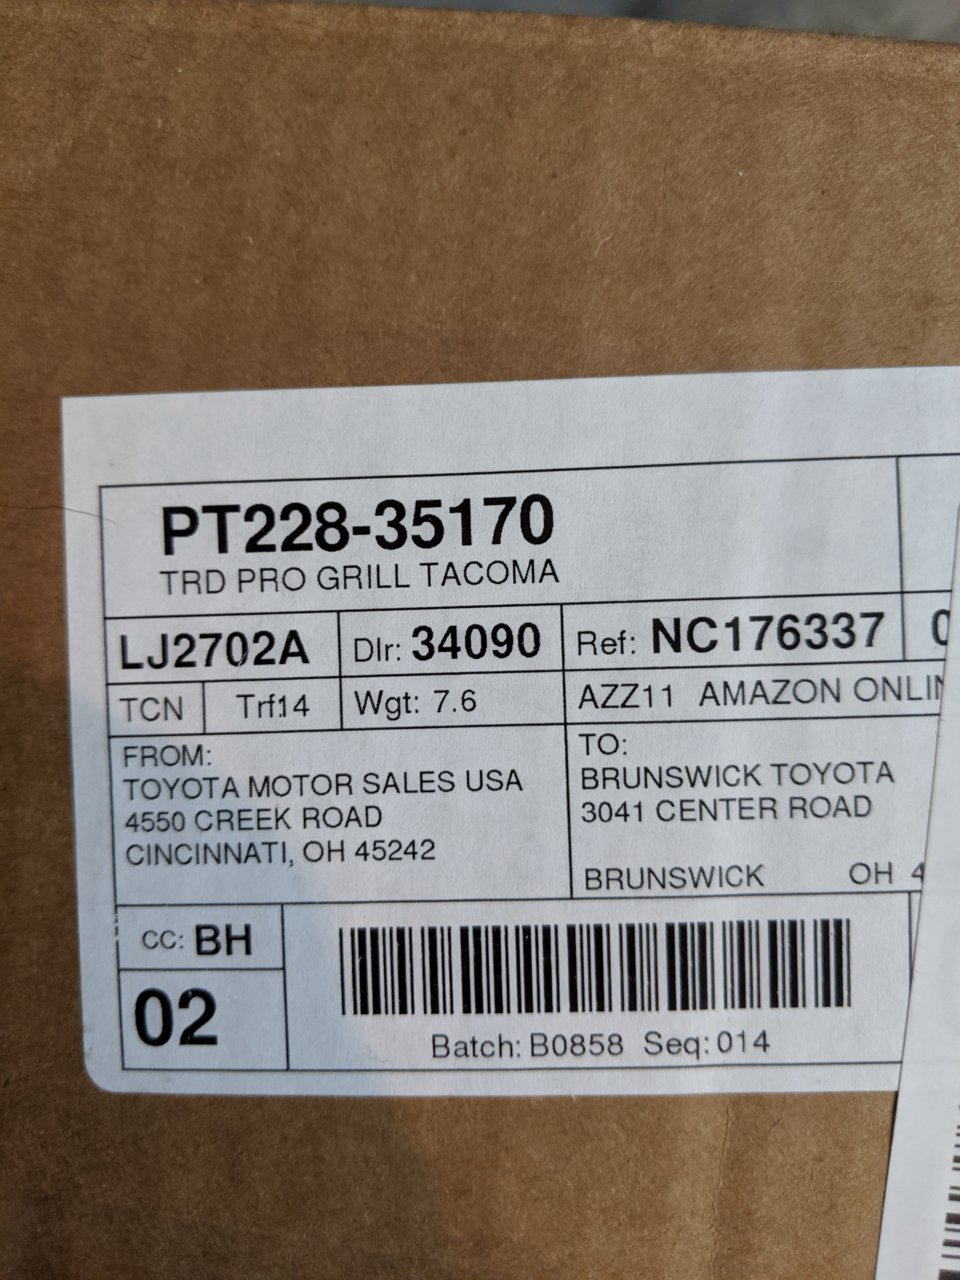 PT228-35170
TRD PRO GRILL TACOMA
LJ2702A Dlr: 34090 Ref: NC176337
TCN Trf14 Wgt: 7.6 AZZ11 AMAZON
FROM:
TOYOTA MOTOR SALES USA
4550 CREEK ROAD
CINCINNATI, OH 45242
TO:
BRUNSWICK TOYOTA
3041 CENTER ROAD
BRUNSWICK OH
CC: BH
02
Batch: B0858 Seq: 014